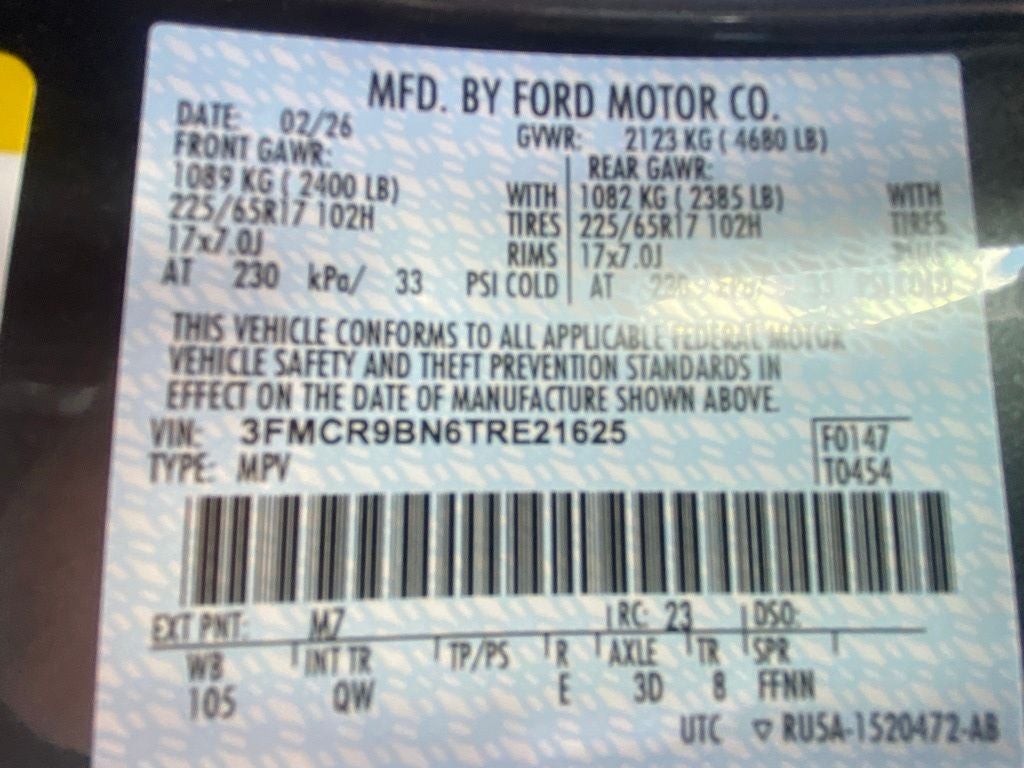 MFD. BY FORD MOTOR CO.
DATE: 02/26 GVWR: 2123 KG ( 4680 LB)
FRONT GAWR: REAR GAWR:
1089 KG ( 2400 LB) WITH 1082 KG ( 2385 LB) WITH
225/65R17 102H TIRES 225/65R17 102H TIRES
17x7.0J RIMS 17x7.0J
AT 230 kPa/ 33 PSI COLD AT 33 PSI COLD
THIS VEHICLE CONFORMS TO ALL APPLICABLE FEDERAL MOTOR
VEHICLE SAFETY AND THEFT PREVENTION STANDARDS IN
EFFECT ON THE DATE OF MANUFACTURE SHOWN ABOVE.
VIN: 3FMCR9BN6TRE21625 F0147
TYPE: MPV T0454
EXT PNT: M7 RC: 23 DSO:
WB INT TR TP/PS R AXLE TR SPR
105 QW E 3D 8 FFNN
UTC ▽ RU5A-1520472-AB